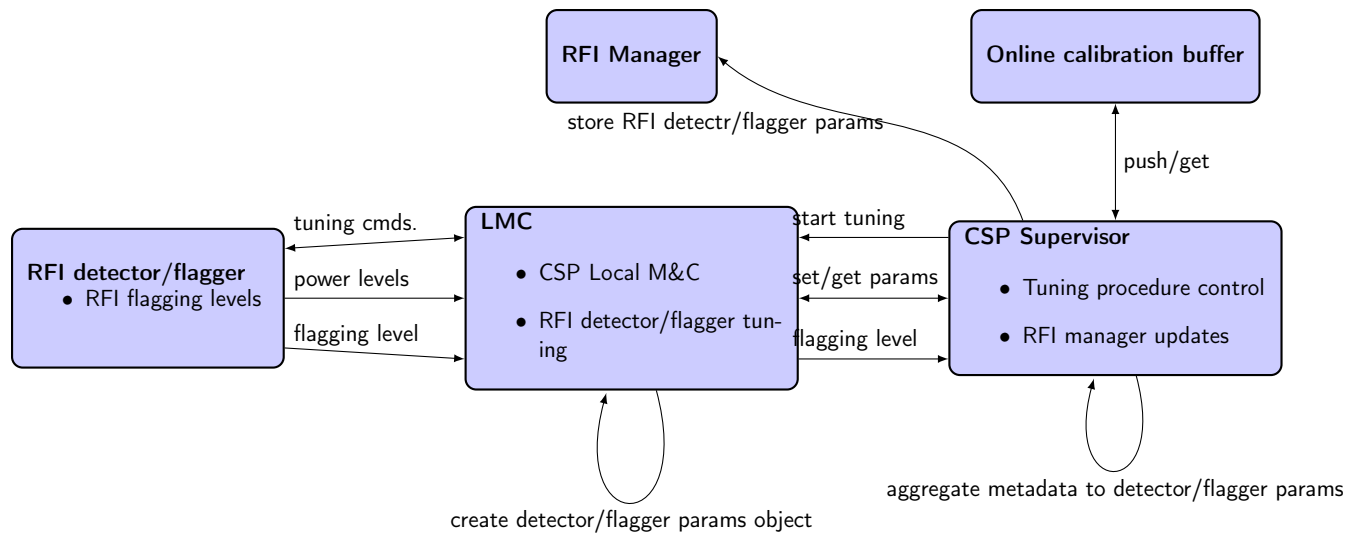 RFI Manager
Online calibration buffer
store RFI detectr/flagger params
push/get
tuning cmds.
power levels
flagging level
RFI detector/flagger
• RFI flagging levels
LMC
• CSP Local M&C
• RFI detector/flagger tun-
ing
start tuning
set/get params
flagging level
CSP Supervisor
• Tuning procedure control
• RFI manager updates
create detector/flagger params object
aggregate metadata to detector/flagger params